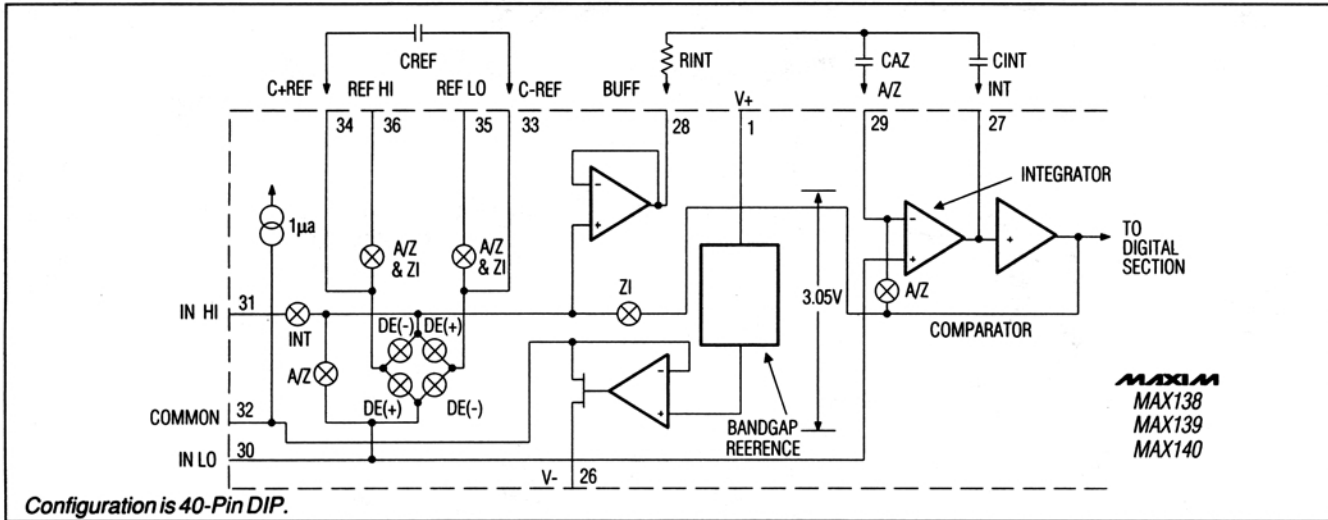 CREF
RINT
CAZ
CINT
C+REF
REF HI
REF LO
C-REF
BUFF
V+
A/Z
INT
34
36
35
33
28
1
29
27
INTEGRATOR
1µa
A/Z
& ZI
A/Z
& ZI
-
+
-
+
+
TO
DIGITAL
SECTION
3.05V
A/Z
31
IN HI
INT
ZI
COMPARATOR
DE(-)
DE(+)
A/Z
DE(+)
DE(-)
-
+
32
COMMON
30
IN LO
V-
26
BANDGAP
REERENCE
MAXIM
MAX138
MAX139
MAX140
Configuration is 40-Pin DIP.